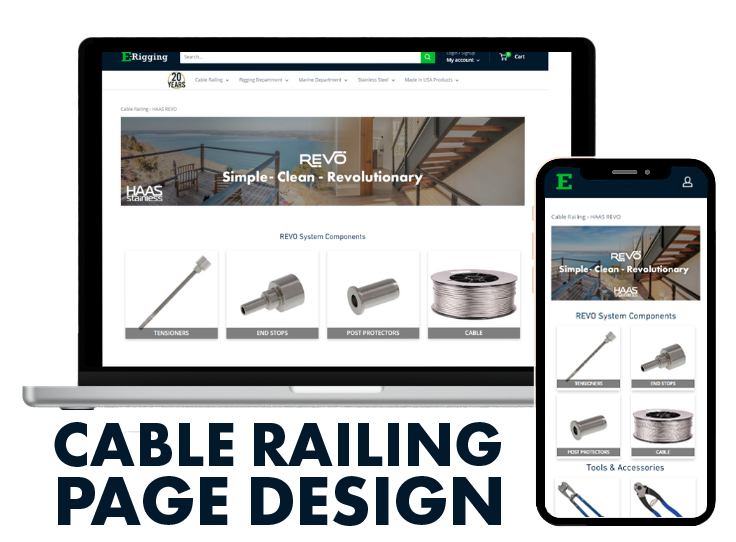 E-Rigging
Search...
Login / Signup
My account
Cart
20
YEARS
Cable Railing
Rigging Department
Marine Department
Stainless Steel
Made in USA Products
Cable Railing › HAAS REVO
REVO
Simple - Clean - Revolutionary
HAAS
stainless
REVO System Components
TENSIONERS
END STOPS
POST PROTECTORS
CABLE
E
Cable Railing › HAAS REVO
REVO
Simple - Clean - Revolutionary
HAAS
stainless
REVO System Components
TENSIONERS
END STOPS
POST PROTECTORS
CABLE
Tools & Accessories
CABLE RAILING
PAGE DESIGN